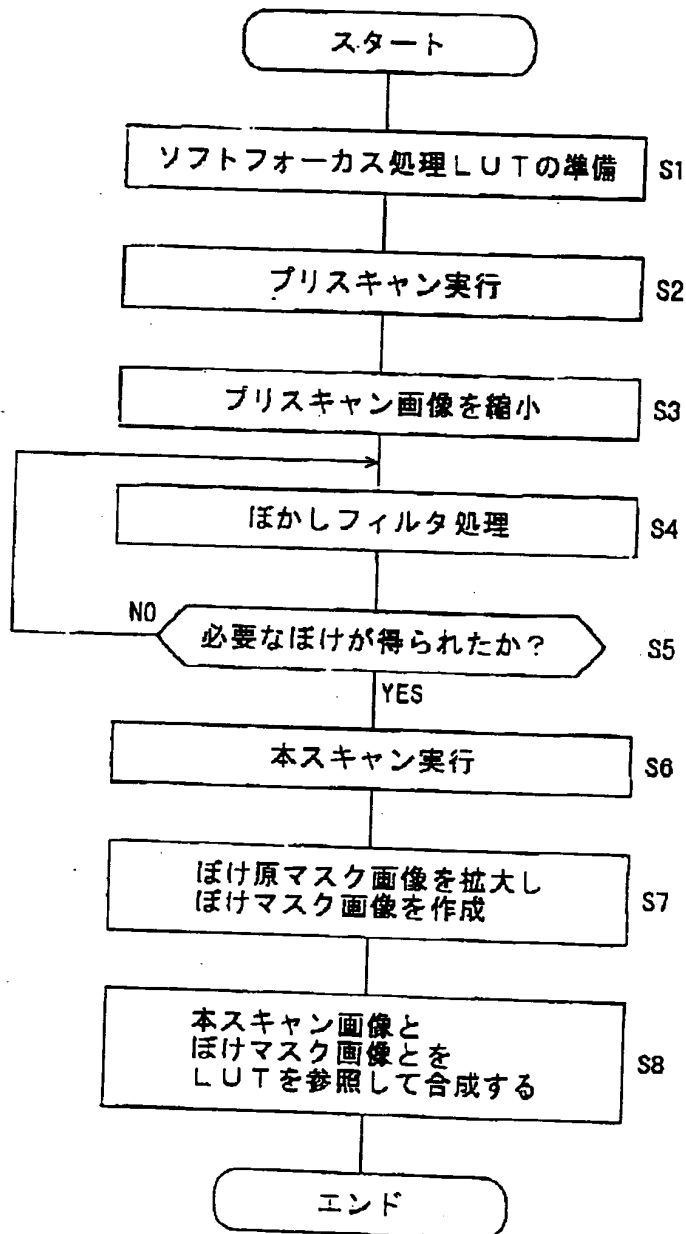 スタート
ソフトフォーカス処理LUTの準備
S1
プリスキャン実行
S2
プリスキャン画像を縮小
S3
ぼかしフィルタ処理
S4
NO
必要なぼけが得られたか?
S5
YES
本スキャン実行
S6
ぼけ原マスク画像を拡大し
ぼけマスク画像を作成
S7
本スキャン画像と
ぼけマスク画像とを
LUTを参照して合成する
S8
エンド